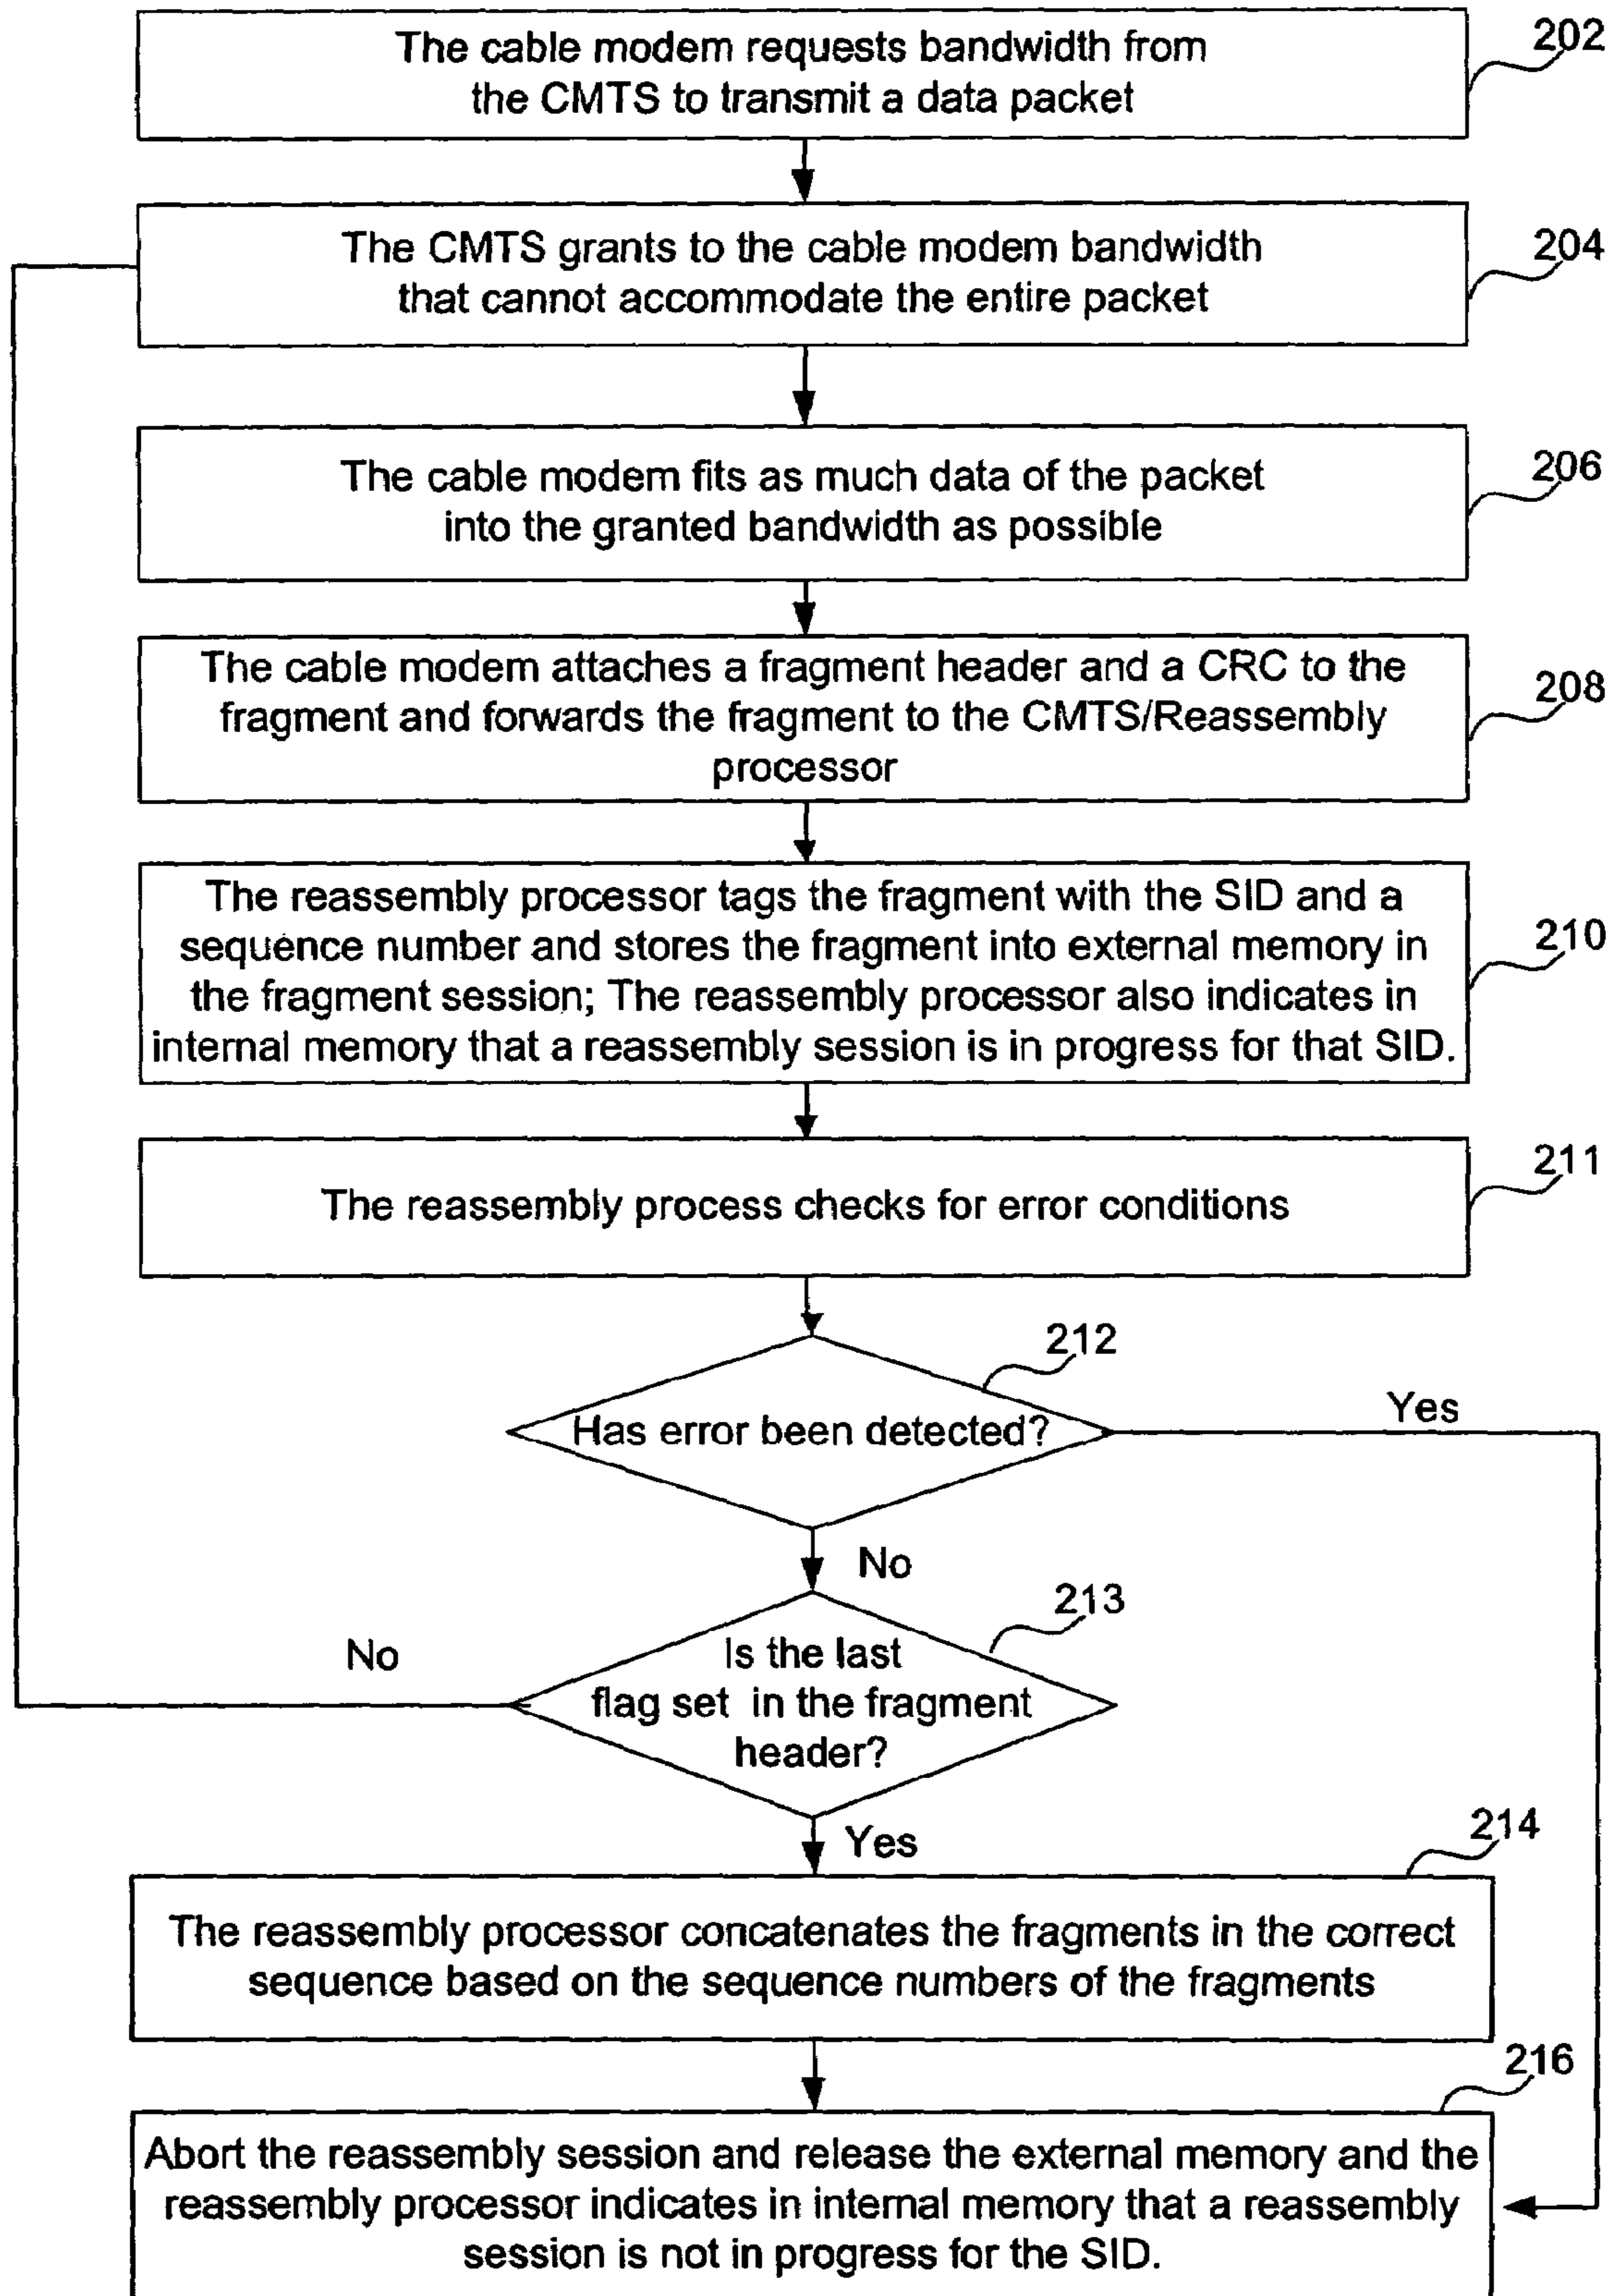 The cable modem requests bandwidth from
the CMTS to transmit a data packet
202
The CMTS grants to the cable modem bandwidth
that cannot accommodate the entire packet
204
The cable modem fits as much data of the packet
into the granted bandwidth as possible
206
The cable modem attaches a fragment header and a CRC to the
fragment and forwards the fragment to the CMTS/Reassembly
processor
208
The reassembly processor tags the fragment with the SID and a
sequence number and stores the fragment into external memory in
the fragment session; The reassembly processor also indicates in
internal memory that a reassembly session is in progress for that SID.
210
The reassembly process checks for error conditions
211
212
Has error been detected?
Yes
No
213
Is the last
flag set in the fragment
header?
No
Yes
214
The reassembly processor concatenates the fragments in the correct
sequence based on the sequence numbers of the fragments
216
Abort the reassembly session and release the external memory and the
reassembly processor indicates in internal memory that a reassembly
session is not in progress for the SID.